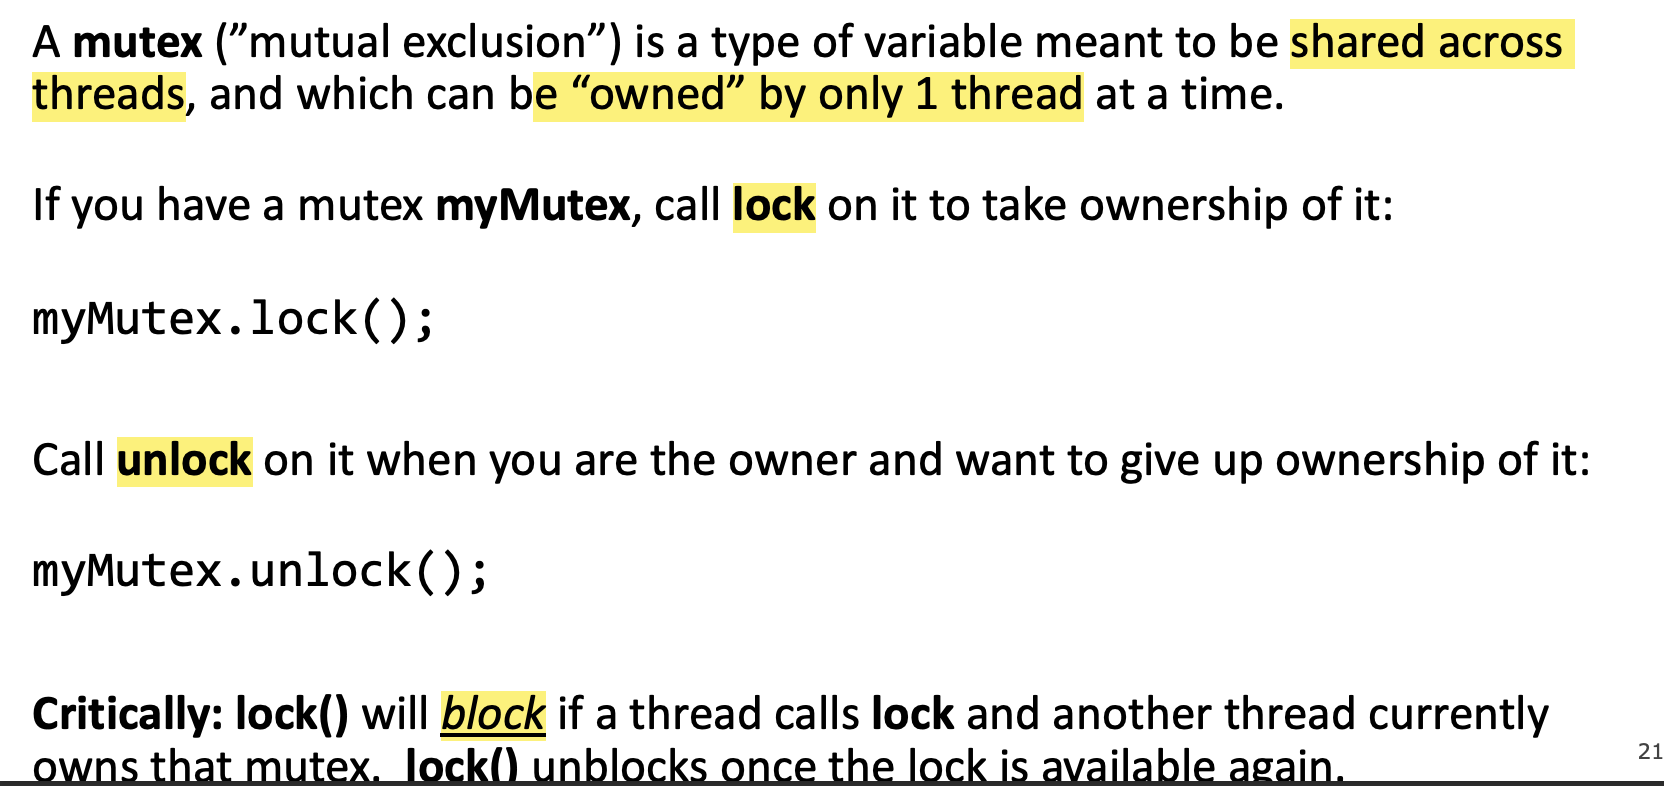 A mutex (”mutual exclusion”) is a type of variable meant to be shared across
threads, and which can be “owned” by only 1 thread at a time.
If you have a mutex myMutex, call lock on it to take ownership of it:
myMutex.lock();
Call unlock on it when you are the owner and want to give up ownership of it:
myMutex.unlock();
Critically: lock() will block if a thread calls lock and another thread currently
owns that mutex. lock() unblocks once the lock is available again.
21